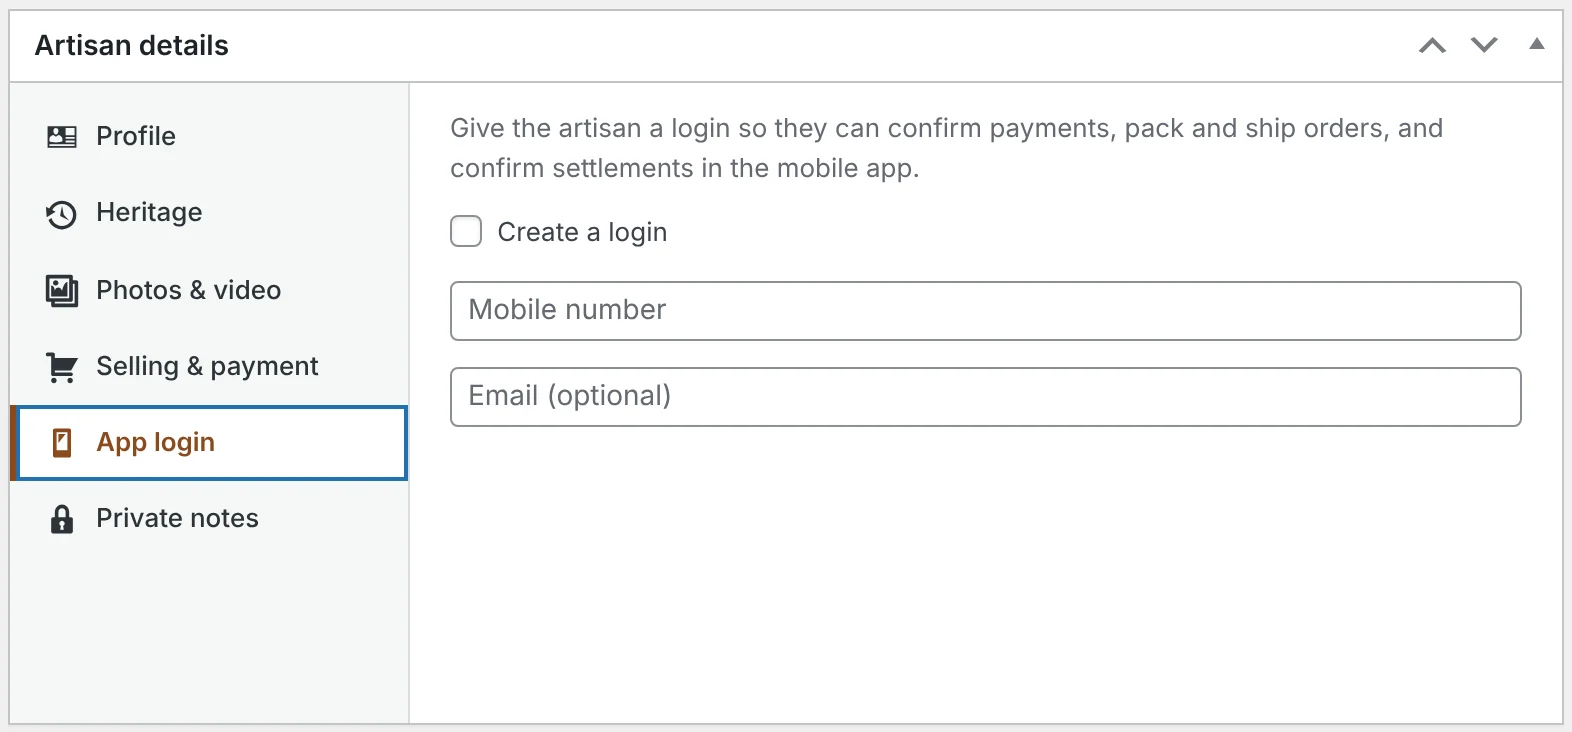 Artisan details
Profile
Heritage
Photos & video
Selling & payment
App login
Private notes
Give the artisan a login so they can confirm payments, pack and ship orders, and
confirm settlements in the mobile app.
Create a login
Mobile number
Email (optional)